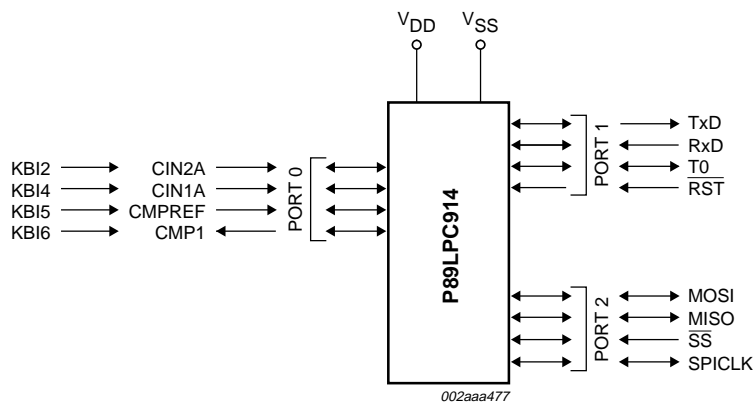 VDD VSS
KBI2 CIN2A
KBI4 CIN1A
KBI5 CMPREF
KBI6 CMP1
PORT 0
P89LPC914
PORT 1
TxD
RxD
T0
RST
PORT 2
MOSI
MISO
SS
SPICLK
002aaa477